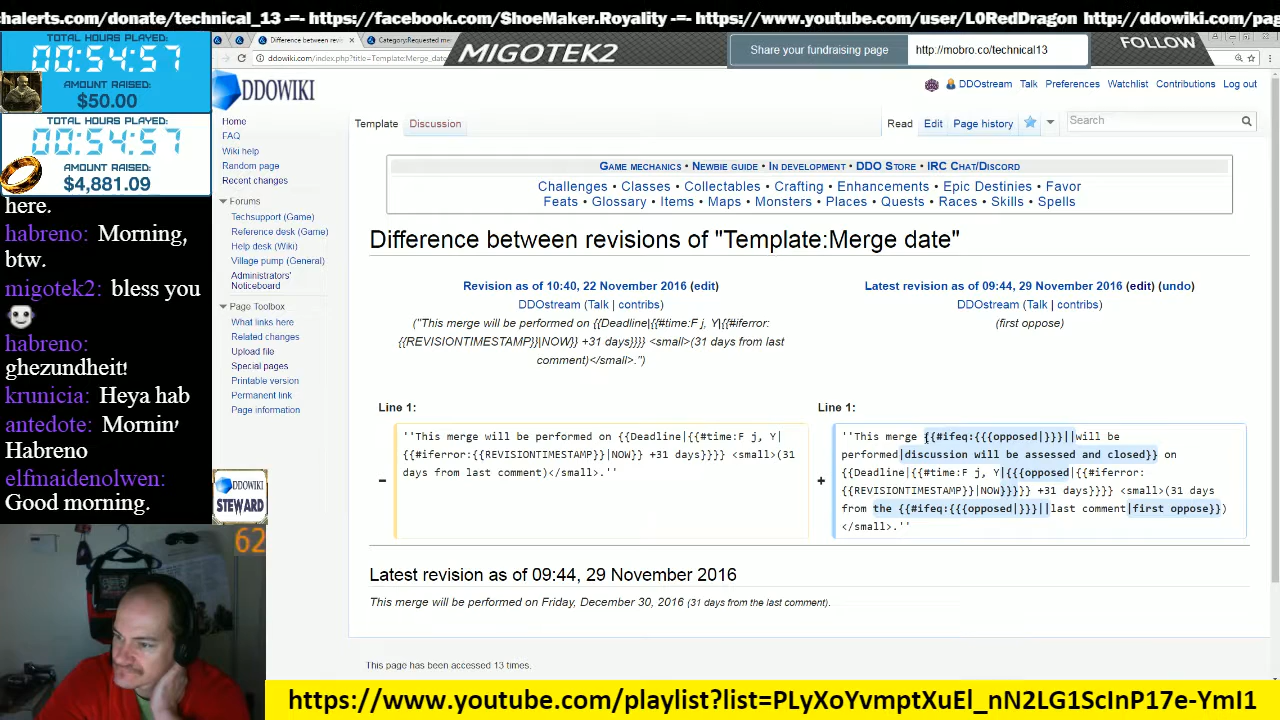 halerts.com/donate/technical_13 -=- https://facebook.com/ShoeMaker.Royality -=- https://www.youtube.com/user/L0RedDragon http://ddowiki.com/pag
00:54:57
TOTAL HOURS PLAYED:
00:54:57
AMOUNT RAISED:
$50.00
TOTAL HOURS PLAYED:
00:54:57
AMOUNT RAISED:
$4,881.09
here.
habreno: Morning,
btw.
migotek2: bless you
habreno:
ghezundheit!
krunicia: Heya hab
antedote: Mornin'
Habreno
elfmaidenolwen:
Good morning.
62
Difference between revi
Category:Requested me
ddowiki.com/index.php?title=Template:Merge_date
MIGOTEK2
Share your fundraising page
http://mobro.co/technical13
FOLLOW
DDOWIKI
DDOstream Talk Preferences Watchlist Contributions Log out
Home
FAQ
Wiki help
Random page
Recent changes
Forums
Techsupport (Game)
Reference desk (Game)
Help desk (Wiki)
Village pump (General)
Administrators'
Noticeboard
Page Toolbox
What links here
Related changes
Upload file
Special pages
Printable version
Permanent link
Page information
DDOWIKI
STEWARD
Template Discussion
Read Edit Page history
Search
Game mechanics • Newbie guide • In development • DDO Store • IRC Chat/Discord
Challenges • Classes • Collectables • Crafting • Enhancements • Epic Destinies • Favor
Feats • Glossary • Items • Maps • Monsters • Places • Quests • Races • Skills • Spells
Difference between revisions of "Template:Merge date"
Revision as of 10:40, 22 November 2016 (edit)
DDOstream (Talk | contribs)
("This merge will be performed on {{Deadline|{{#time:F j, Y|{{#iferror:
{{REVISIONTIMESTAMP}}|NOW}} +31 days}}}} <small>(31 days from last
comment)</small>.")
Latest revision as of 09:44, 29 November 2016 (edit) (undo)
DDOstream (Talk | contribs)
(first oppose)
Line 1:
''This merge will be performed on {{Deadline|{{#time:F j, Y|
{{#iferror:{{REVISIONTIMESTAMP}}|NOW}} +31 days}}}} <small>(31
days from last comment)</small>.''
Line 1:
''This merge {{#ifeq:{{{opposed|}}}||will be
performed|discussion will be assessed and closed}} on
{{Deadline|{{#time:F j, Y|{{{opposed|{{#iferror:
{{REVISIONTIMESTAMP}}|NOW}}}}} +31 days}}}} <small>(31 days
from the {{#ifeq:{{{opposed|}}}||last comment|first oppose}})
</small>.''
Latest revision as of 09:44, 29 November 2016
This merge will be performed on Friday, December 30, 2016 (31 days from the last comment).
This page has been accessed 13 times.
https://www.youtube.com/playlist?list=PLyXoYvmptXuEl_nN2LG1ScInP17e-YmI1